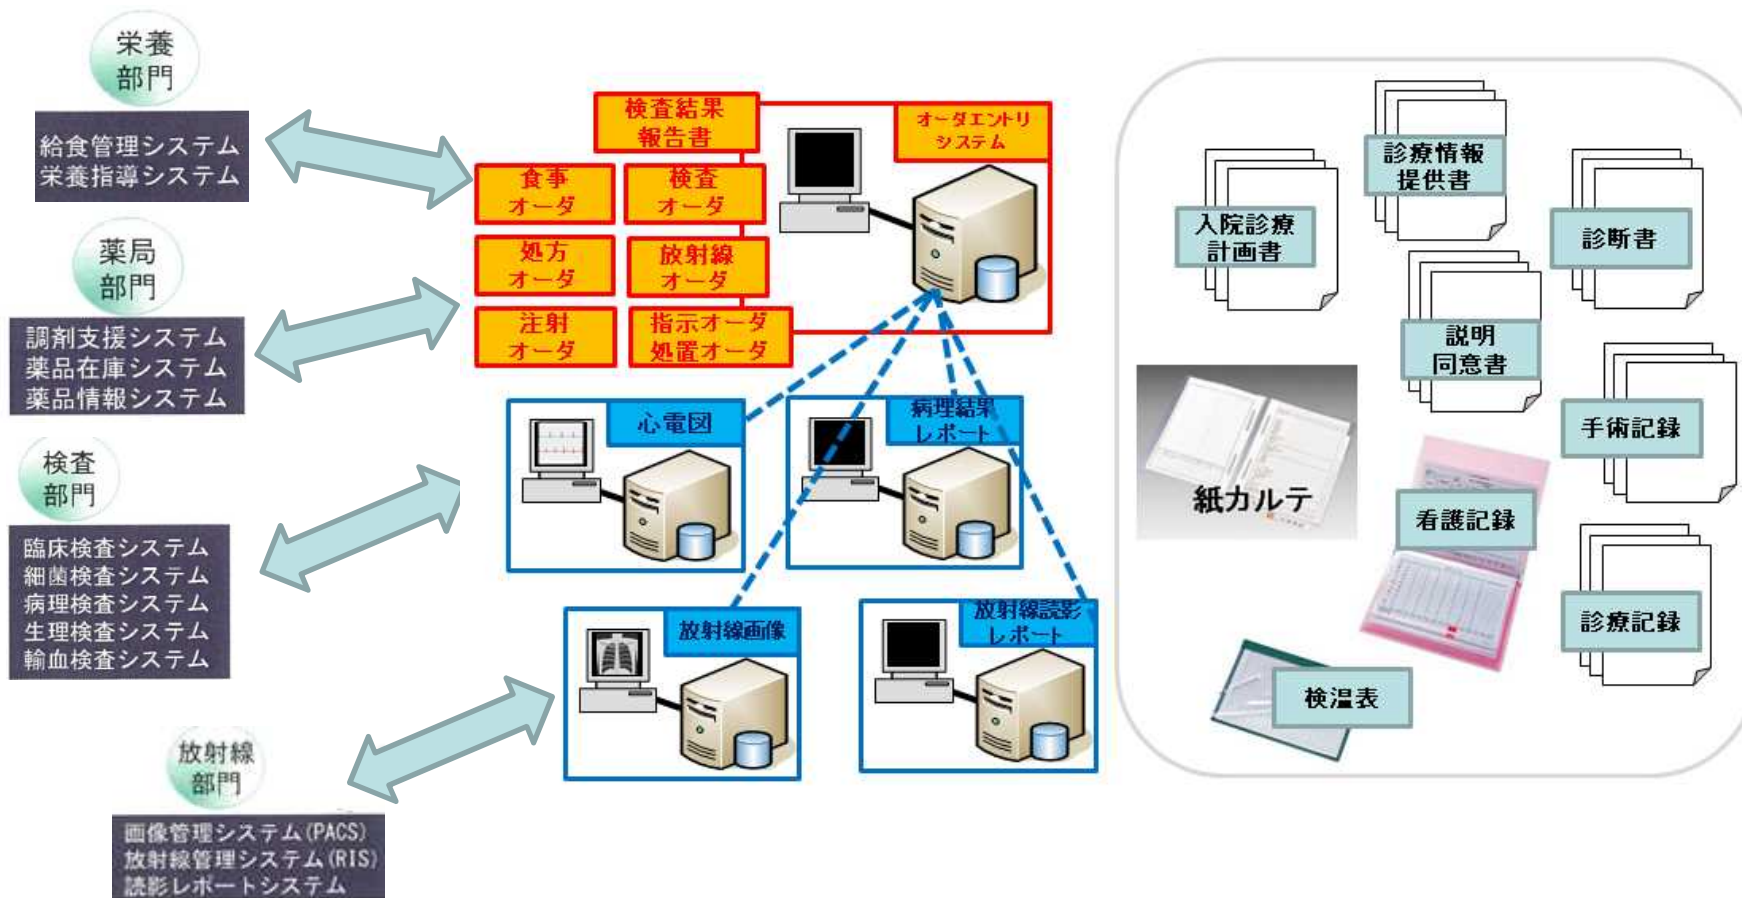 栄養
部門
給食管理システム
栄養指導システム
薬局
部門
調剤支援システム
薬品在庫システム
薬品情報システム
検査
部門
臨床検査システム
細菌検査システム
病理検査システム
生理検査システム
輸血検査システム
放射線
部門
画像管理システム(PACS)
放射線管理システム(RIS)
読影レポートシステム
検査結果
報告書
オーダエントリ
システム
食事
オーダ
検査
オーダ
処方
オーダ
放射線
オーダ
注射
オーダ
指示オーダ
処置オーダ
心電図
病理結果
レポート
放射線画像
放射線読影
レポート
診療情報
提供書
入院診療
計画書
診断書
説明
同意書
手術記録
紙カルテ
看護記録
診療記録
検温表